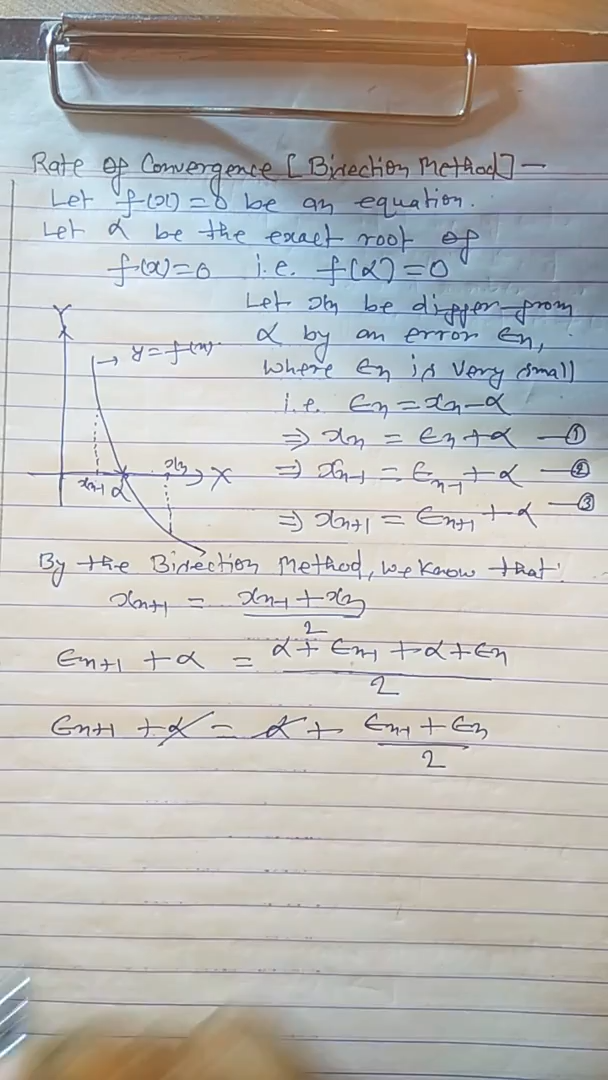 Rate of Convergence [Bisection Method] —
Let f(x) = 0 be an equation.
Let α be the exact root of
f(x) = 0 i.e. f(α) = 0
Let xn be differ from
α by an error ϵn,
where ϵn is very small
i.e. ϵn = xn - α
⇒ xn = ϵn + α —①
⇒ xn-1 = ϵn-1 + α —②
⇒ xn+1 = ϵn+1 + α —③
Y
→ y = f(x)
xn-1 α xn → X
By the Bisection Method, we know that:
xn+1 = (xn-1 + xn)/2
ϵn+1 + α = (α + ϵn-1 + α + ϵn)/2
ϵn+1 + α = α + (ϵn-1 + ϵn)/2